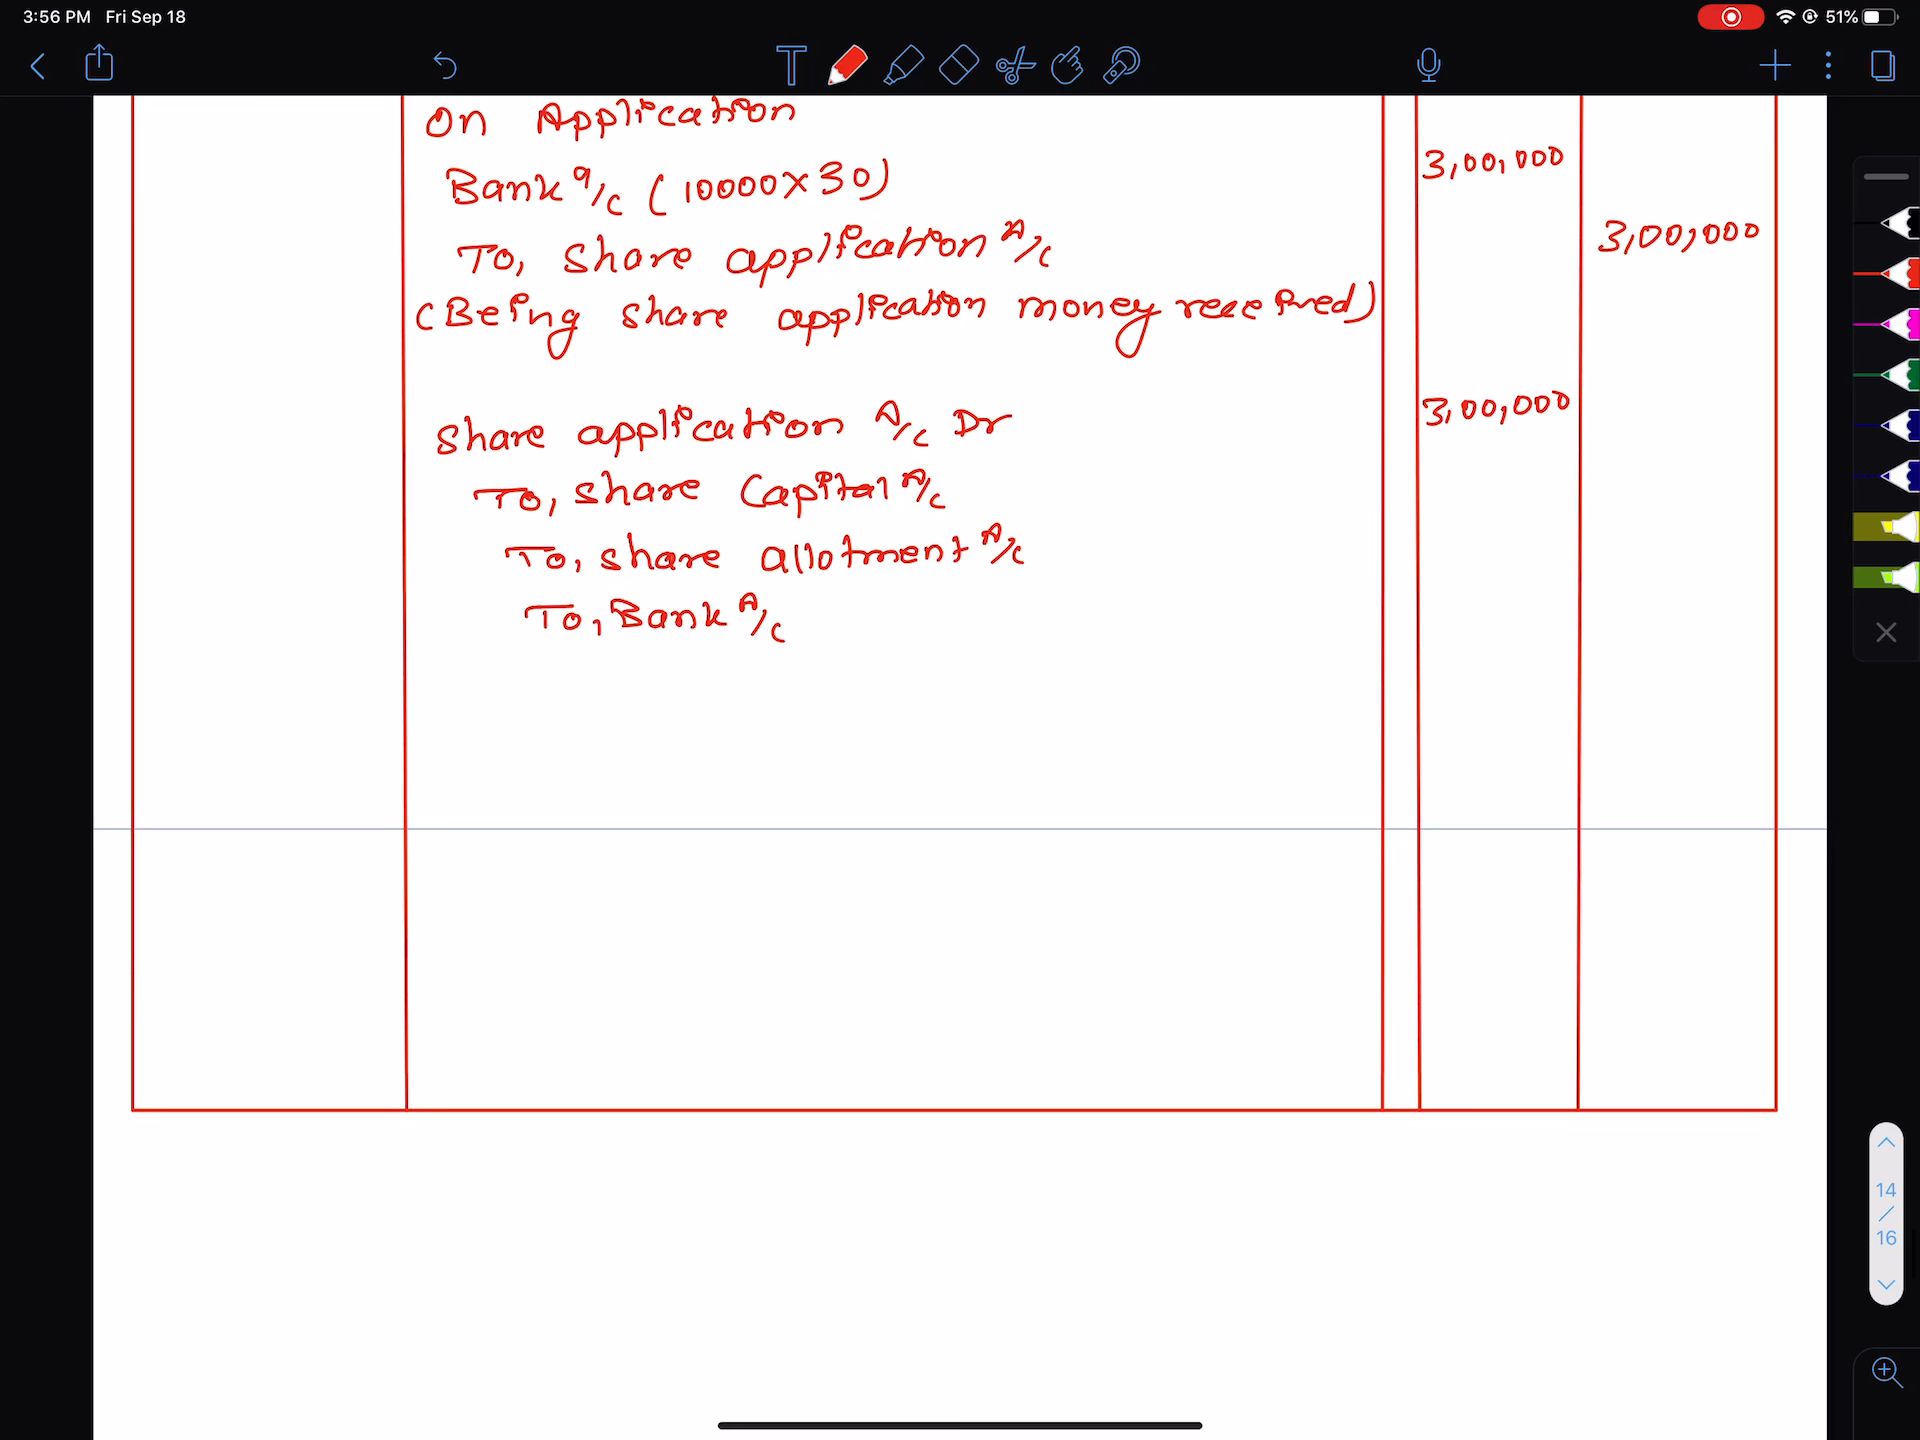 3:56 PM Fri Sep 18
51%
On Application
Bank a/c (10000×30)
3,00,000
To, Share application A/c
3,00,000
(Being share application money received)
Share application A/c Dr
3,00,000
To, Share Capital A/c
To, share allotment A/c
To, Bank A/c
14
/
16